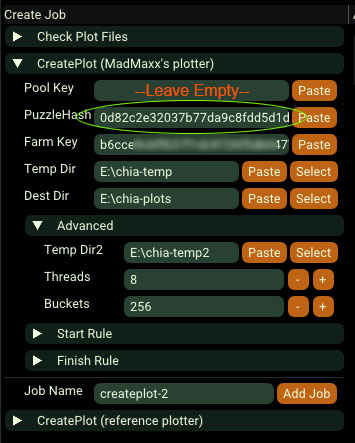 Create Job
Check Plot Files
CreatePlot (MadMaxx's plotter)
Pool Key --Leave Empty-- Paste
PuzzleHash 0d82c2e32037b77da9c8fdd5d1d Paste
Farm Key b6cce 47 Paste
Temp Dir E:\chia-temp Paste Select
Dest Dir E:\chia-plots Paste Select
Advanced
Temp Dir2 E:\chia-temp2 Paste Select
Threads 8 - +
Buckets 256 - +
Start Rule
Finish Rule
Job Name createplot-2 Add Job
CreatePlot (reference plotter)